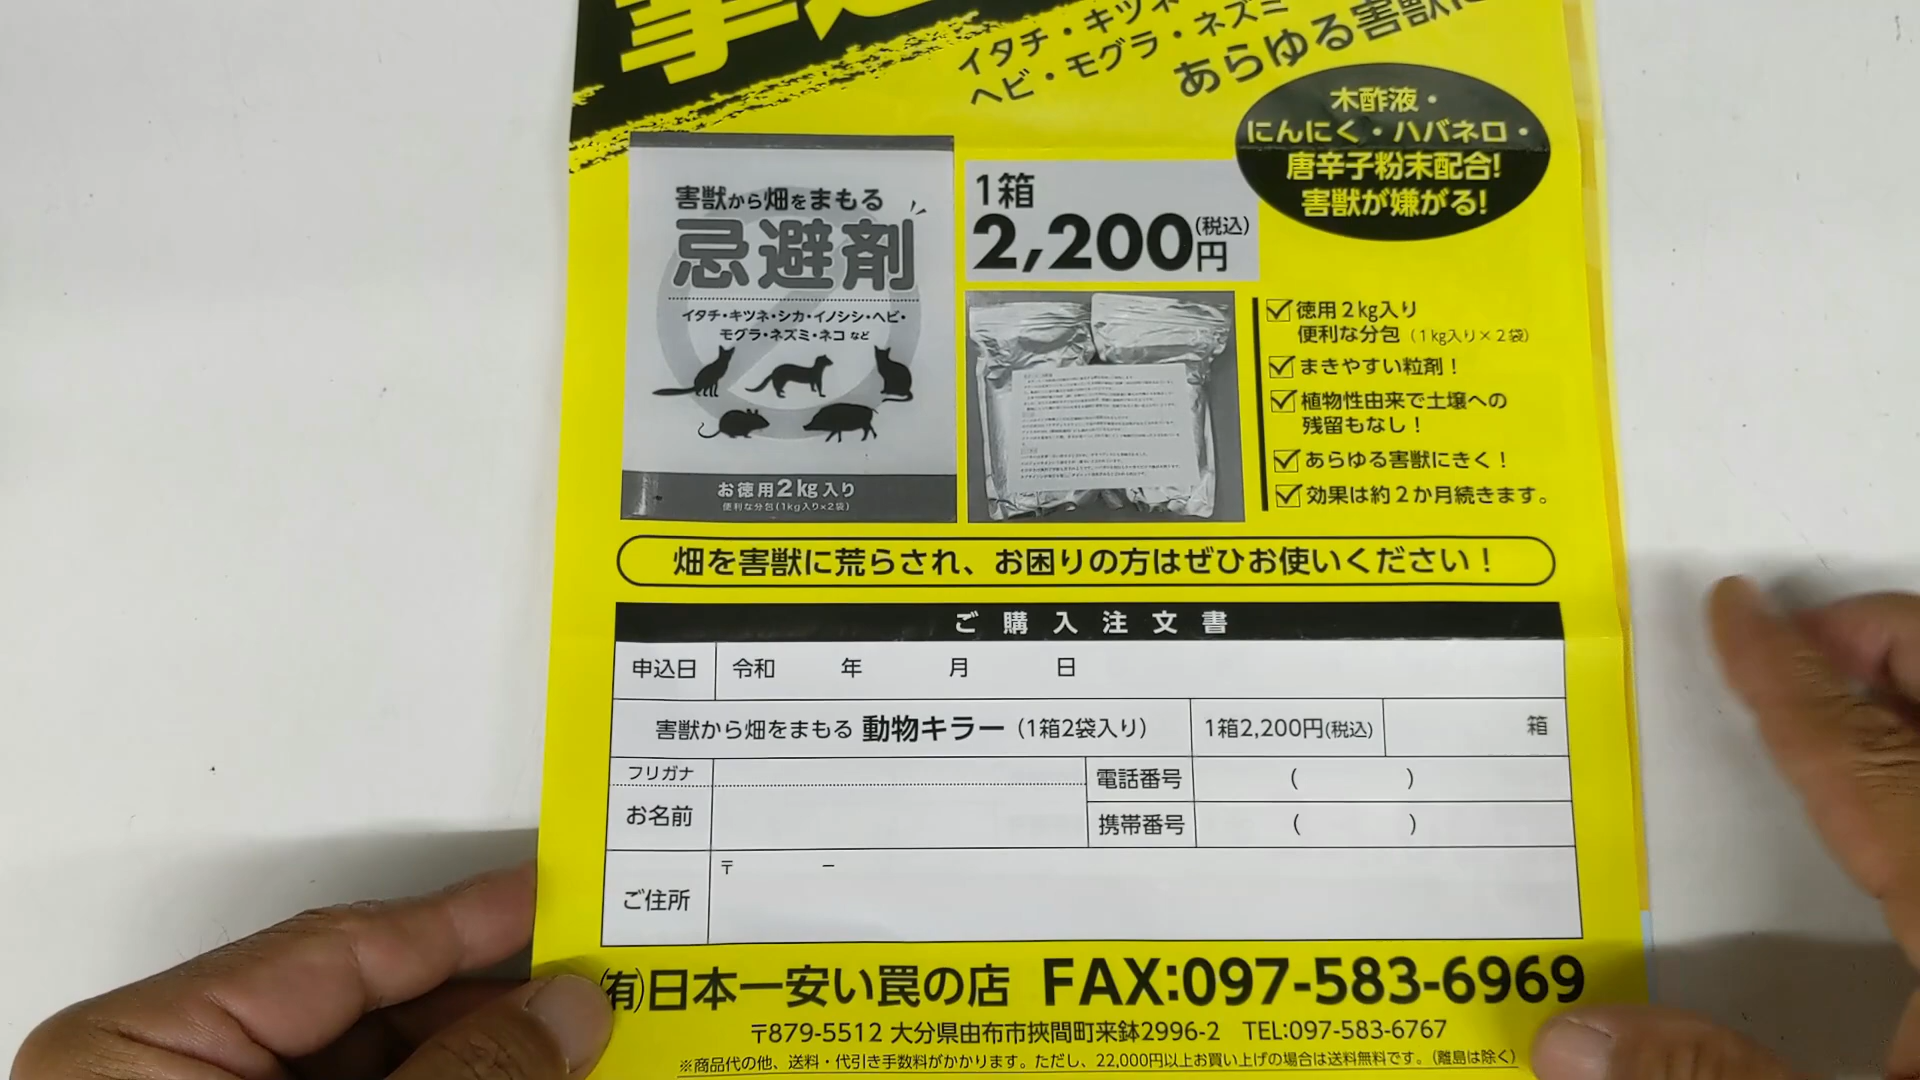 イタチ・キツネ
ヘビ・モグラ・ネズミ
あらゆる害獣に
木酢液・
にんにく・ハバネロ・
唐辛子粉末配合!
害獣が嫌がる!
害獣から畑をまもる
忌避剤
イタチ・キツネ・シカ・イノシシ・ヘビ・
モグラ・ネズミ・ネコ など
お徳用2kg入り
便利な分包(1kg入り×2袋)
1箱
2,200円(税込)
徳用2kg入り
便利な分包(1kg入り×2袋)
まきやすい粒剤!
植物性由来で土壌への
残留もなし!
あらゆる害獣にきく!
効果は約2か月続きます。
畑を害獣に荒らされ、お困りの方はぜひお使いください!
ご購入注文書
申込日 令和 年 月 日
害獣から畑をまもる 動物キラー(1箱2袋入り) 1箱2,200円(税込) 箱
フリガナ
お名前
電話番号 ( )
携帯番号 ( )
ご住所 〒 −
(有)日本一安い罠の店 FAX:097-583-6969
〒879-5512 大分県由布市挾間町来鉢2996-2 TEL:097-583-6767
※商品代の他、送料・代引き手数料がかかります。ただし、22,000円以上お買い上げの場合は送料無料です。(離島は除く)